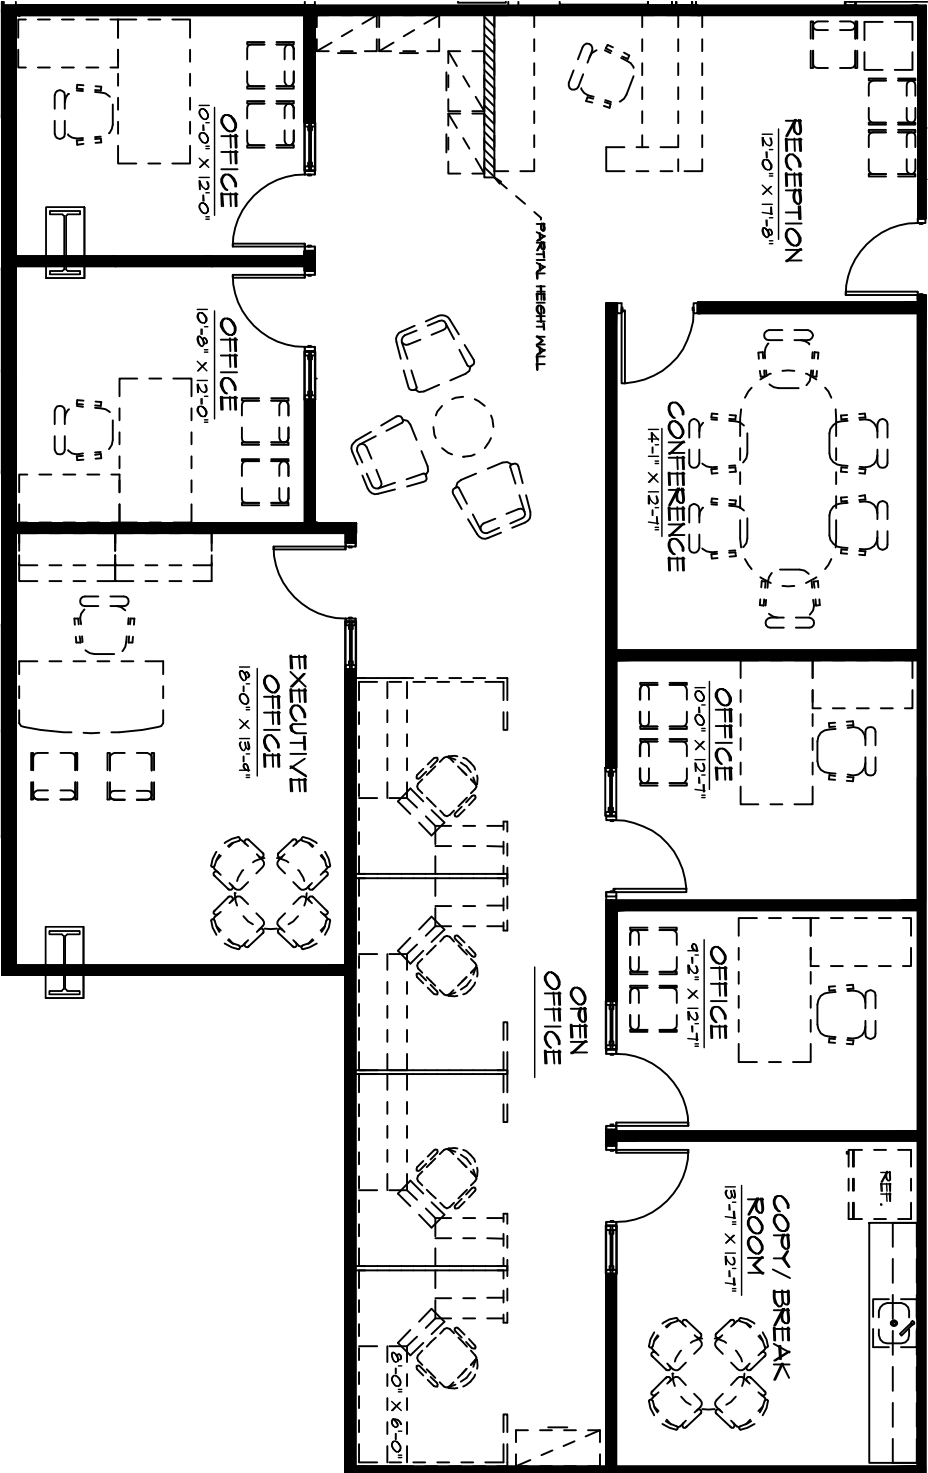 OFFICE
10'-0" X 12'-0"
RECEPTION
12'-0" X 17'-8"
PARTIAL HEIGHT WALL
OFFICE
10'-8" X 12'-0"
CONFERENCE
14'-1" X 12'-7"
EXECUTIVE
OFFICE
18'-0" X 13'-9"
OFFICE
10'-0" X 12'-7"
OFFICE
9'-2" X 12'-7"
OPEN
OFFICE
REF.
COPY/ BREAK
ROOM
13'-7" X 12'-7"
8'-0" X 6'-0"